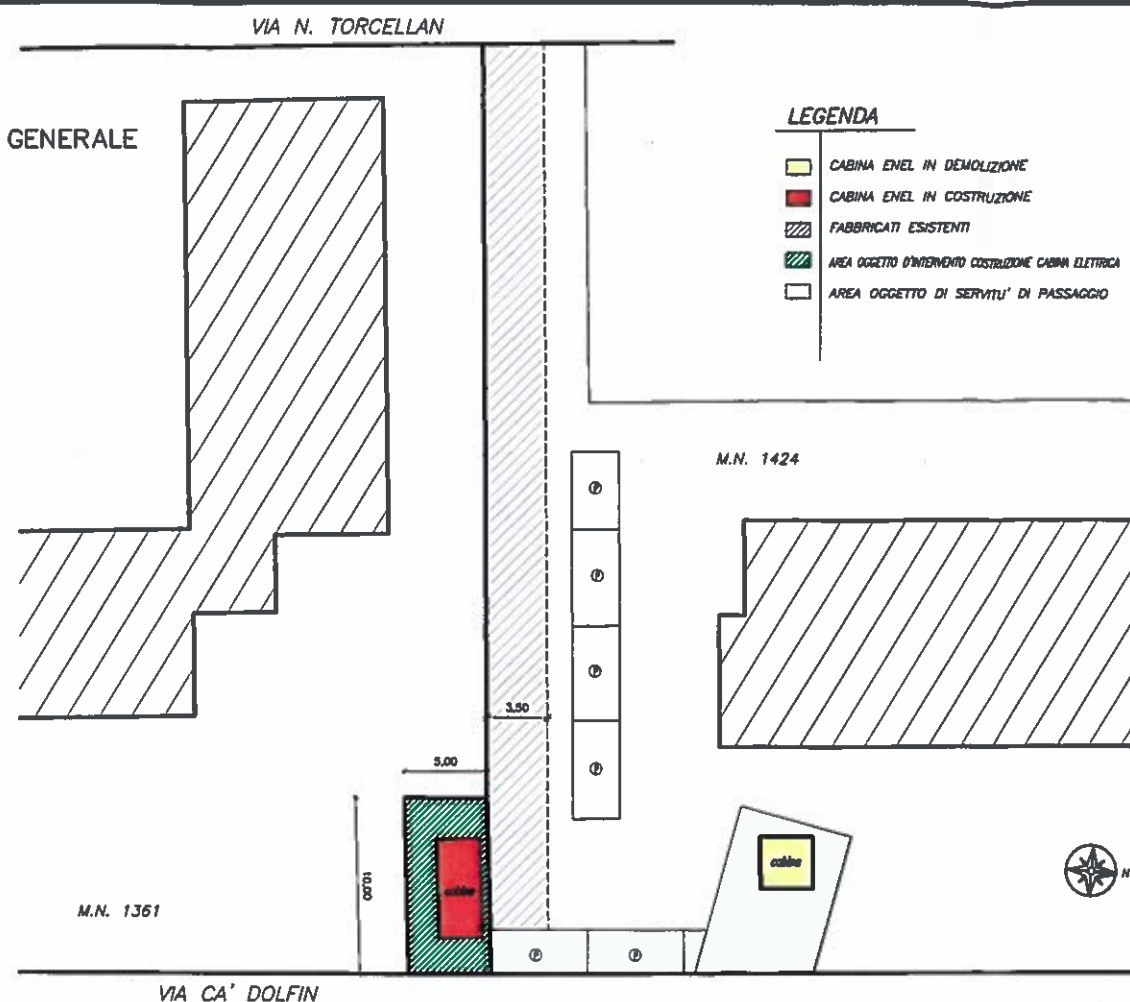 VIA N. TORCELLAN
GENERALE
LEGENDA
CABINA ENEL IN DEMOLIZIONE
CABINA ENEL IN COSTRUZIONE
FABBRICATI ESISTENTI
AREA OGGETTO D'INTERVENTO COSTRUZIONE CABINA ELETTRICA
AREA OGGETTO DI SERVITU' DI PASSAGGIO
M.N. 1424
P
P
P
3,50
P
5,00
10,00
cabina
cabina
N
M.N. 1361
P
P
VIA CA' DOLFIN